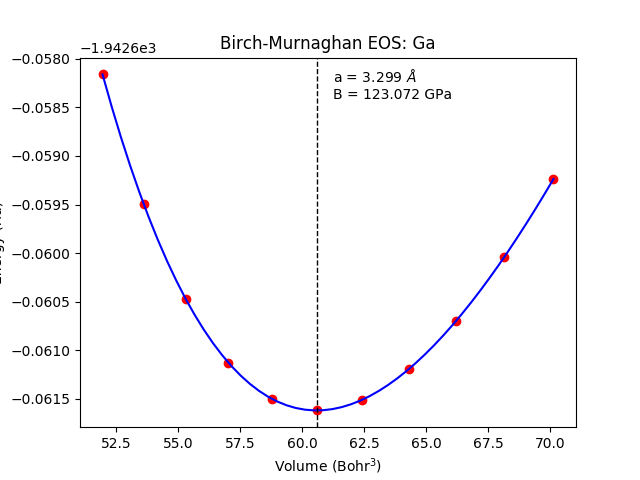 Birch-Murnaghan EOS: Ga
−1.9426e3
a = 3.299 Å
B = 123.072 GPa
−0.0580
−0.0585
−0.0590
−0.0595
−0.0600
−0.0605
−0.0610
−0.0615
52.5 55.0 57.5 60.0 62.5 65.0 67.5 70.0
Volume (Bohr³)